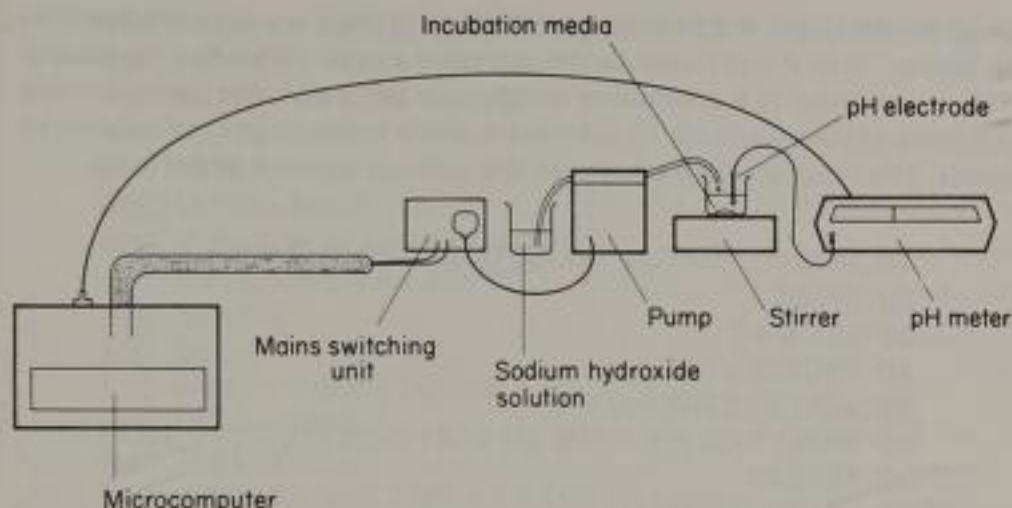 Incubation media
pH electrode
Mains switching
unit
Sodium hydroxide
solution
Pump
Stirrer
pH meter
Microcomputer